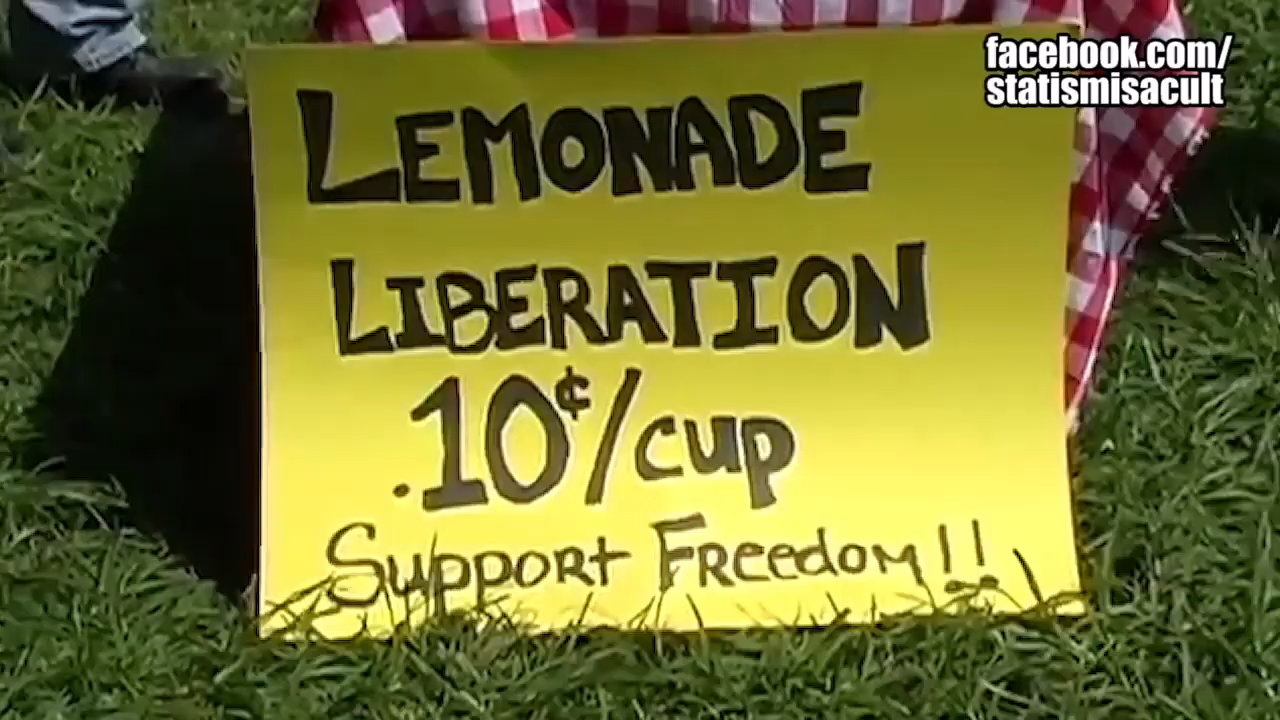 facebook.com/
statismisacult
LEMONADE
LIBERATION
.10¢/cup
Support Freedom!!